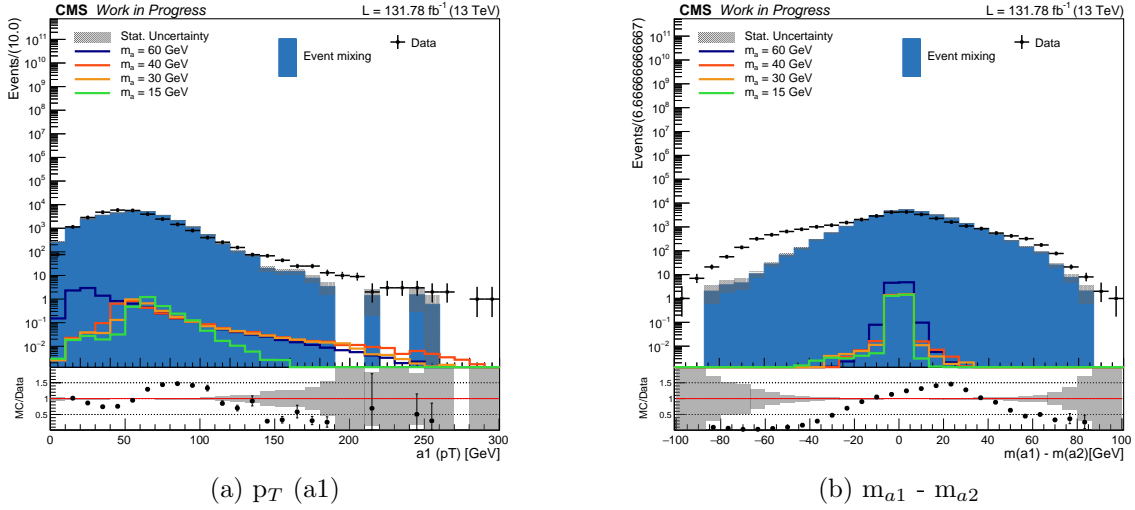 CMS Work in Progress
L = 131.78 fb⁻¹ (13 TeV)
Events/(10.0)
10¹¹
10¹⁰
10⁹
10⁸
10⁷
10⁶
10⁵
10⁴
10³
10²
10
1
10⁻¹
10⁻²
Stat. Uncertainty
mₐ = 60 GeV
mₐ = 40 GeV
mₐ = 30 GeV
mₐ = 15 GeV
Event mixing
Data
MC/Data
1.5
1
0.5
0 50 100 150 200 250 300
a1 (pT) [GeV]
(a) p_T (a1)
CMS Work in Progress
L = 131.78 fb⁻¹ (13 TeV)
Events/(6.66666666666667)
10¹¹
10¹⁰
10⁹
10⁸
10⁷
10⁶
10⁵
10⁴
10³
10²
10
1
10⁻¹
10⁻²
Stat. Uncertainty
mₐ = 60 GeV
mₐ = 40 GeV
mₐ = 30 GeV
mₐ = 15 GeV
Event mixing
Data
MC/Data
1.5
1
0.5
−100 −80 −60 −40 −20 0 20 40 60 80 100
m(a1) - m(a2)[GeV]
(b) m_{a1} - m_{a2}